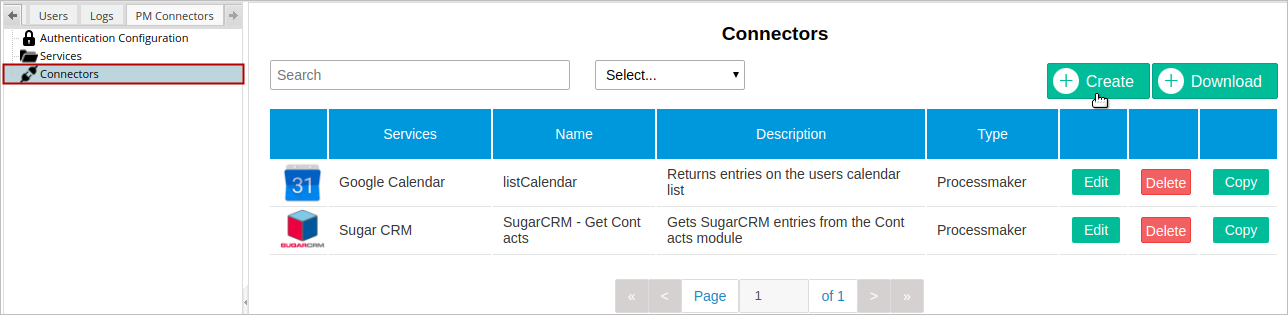 Users Logs PM Connectors
Authentication Configuration
Services
Connectors
Connectors
Search Select...
Create Download
Services Name Description Type
31 Google Calendar listCalendar Returns entries on the users calendar
list Processmaker Edit Delete Copy
SUGARCRM Sugar CRM SugarCRM - Get Cont
acts Gets SugarCRM entries from the Cont
acts module Processmaker Edit Delete Copy
« < Page 1 of 1 > »